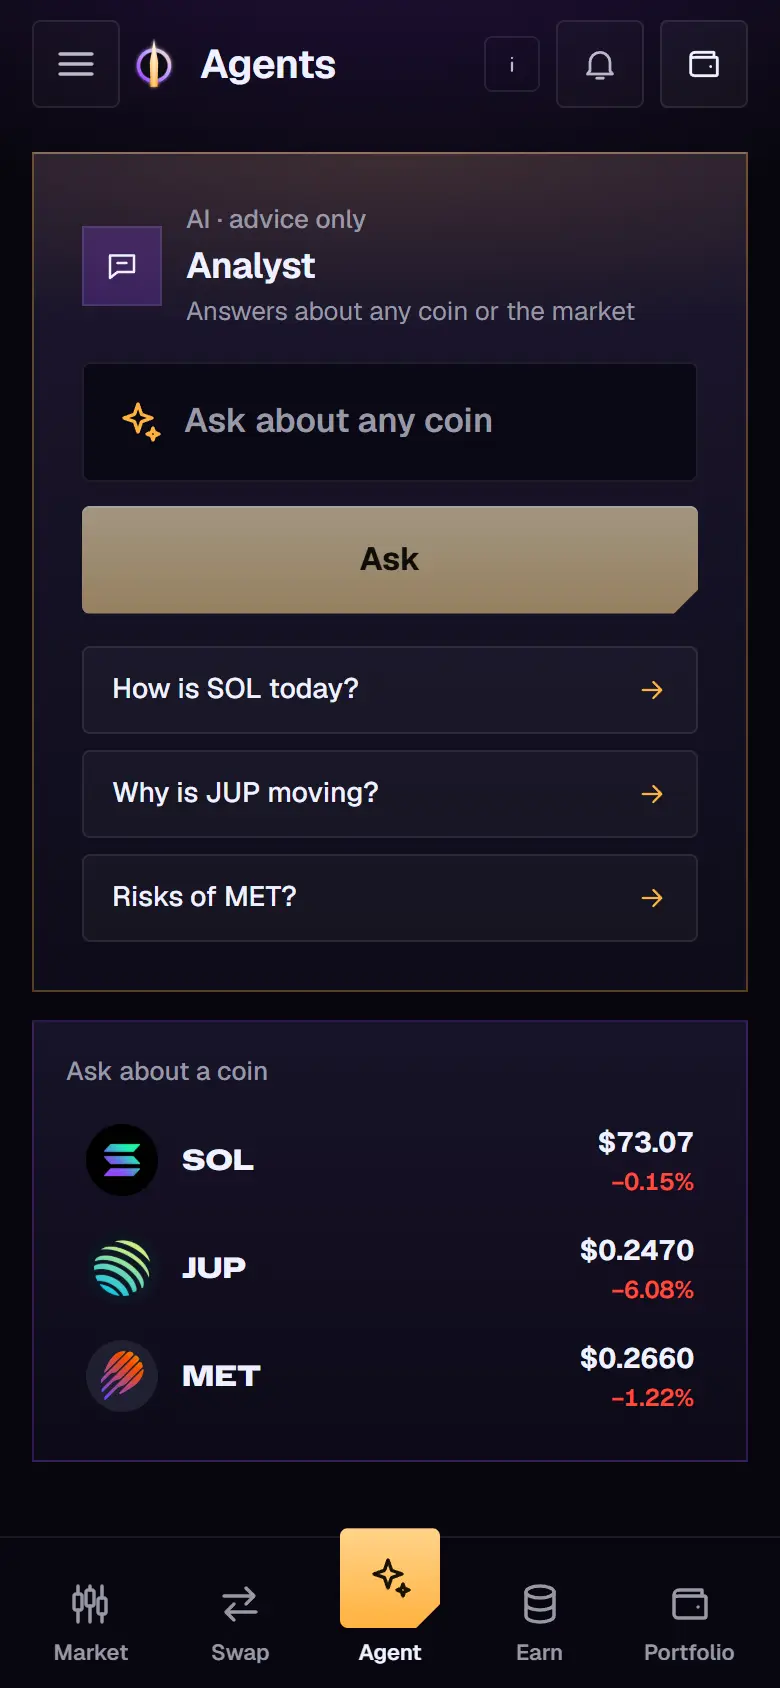 Agents
i
AI · advice only
Analyst
Answers about any coin or the market
Ask about any coin
Ask
How is SOL today?
Why is JUP moving?
Risks of MET?
Ask about a coin
SOL
$73.07
−0.15%
JUP
$0.2470
−6.08%
MET
$0.2660
−1.22%
Market
Swap
Agent
Earn
Portfolio